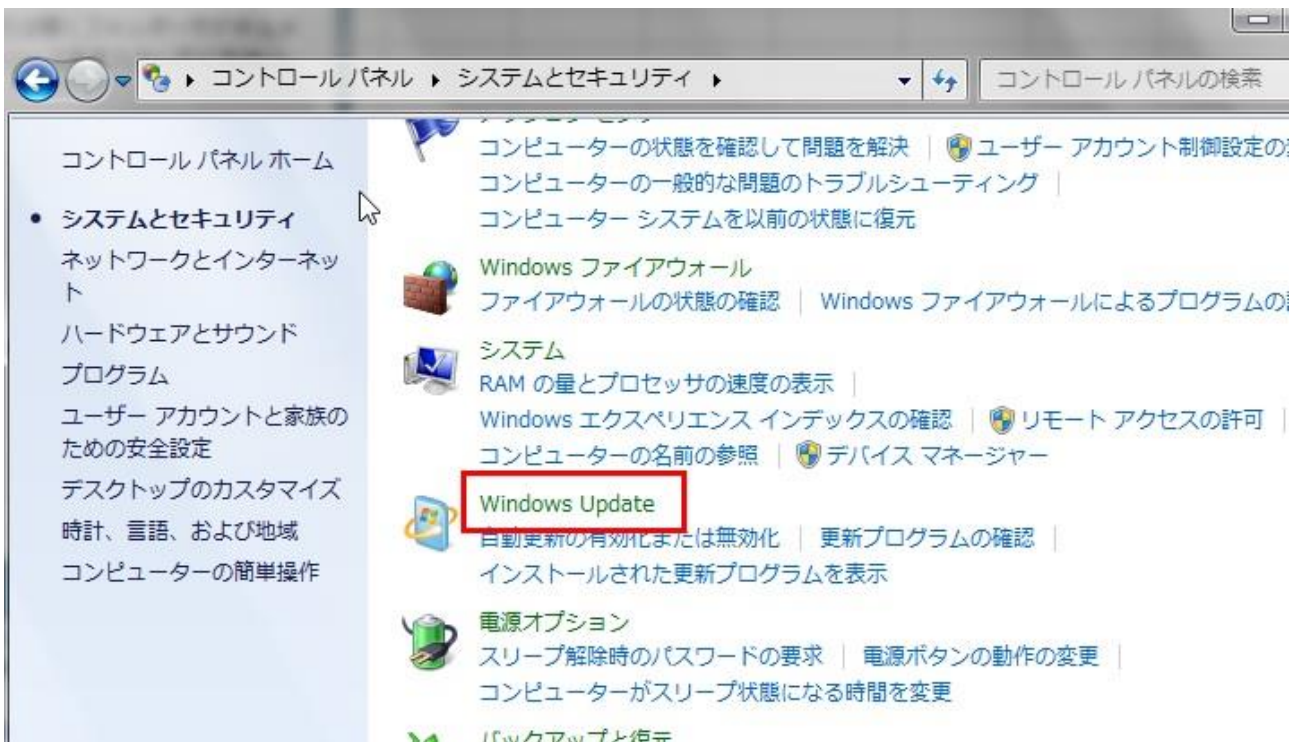 コントロール パネル ▸ システムとセキュリティ ▸
コントロール パネルの検索
コントロール パネル ホーム
システムとセキュリティ
ネットワークとインターネッ
ト
ハードウェアとサウンド
プログラム
ユーザー アカウントと家族の
ための安全設定
デスクトップのカスタマイズ
時計、言語、および地域
コンピューターの簡単操作
コンピューターの状態を確認して問題を解決 ユーザー アカウント制御設定の
コンピューターの一般的な問題のトラブルシューティング
コンピューター システムを以前の状態に復元
Windows ファイアウォール
ファイアウォールの状態の確認 Windows ファイアウォールによるプログラムの
システム
RAM の量とプロセッサの速度の表示
Windows エクスペリエンス インデックスの確認 リモート アクセスの許可
コンピューターの名前の参照 デバイス マネージャー
Windows Update
自動更新の有効化または無効化 更新プログラムの確認
インストールされた更新プログラムを表示
電源オプション
スリープ解除時のパスワードの要求 電源ボタンの動作の変更
コンピューターがスリープ状態になる時間を変更
バックアップと復元